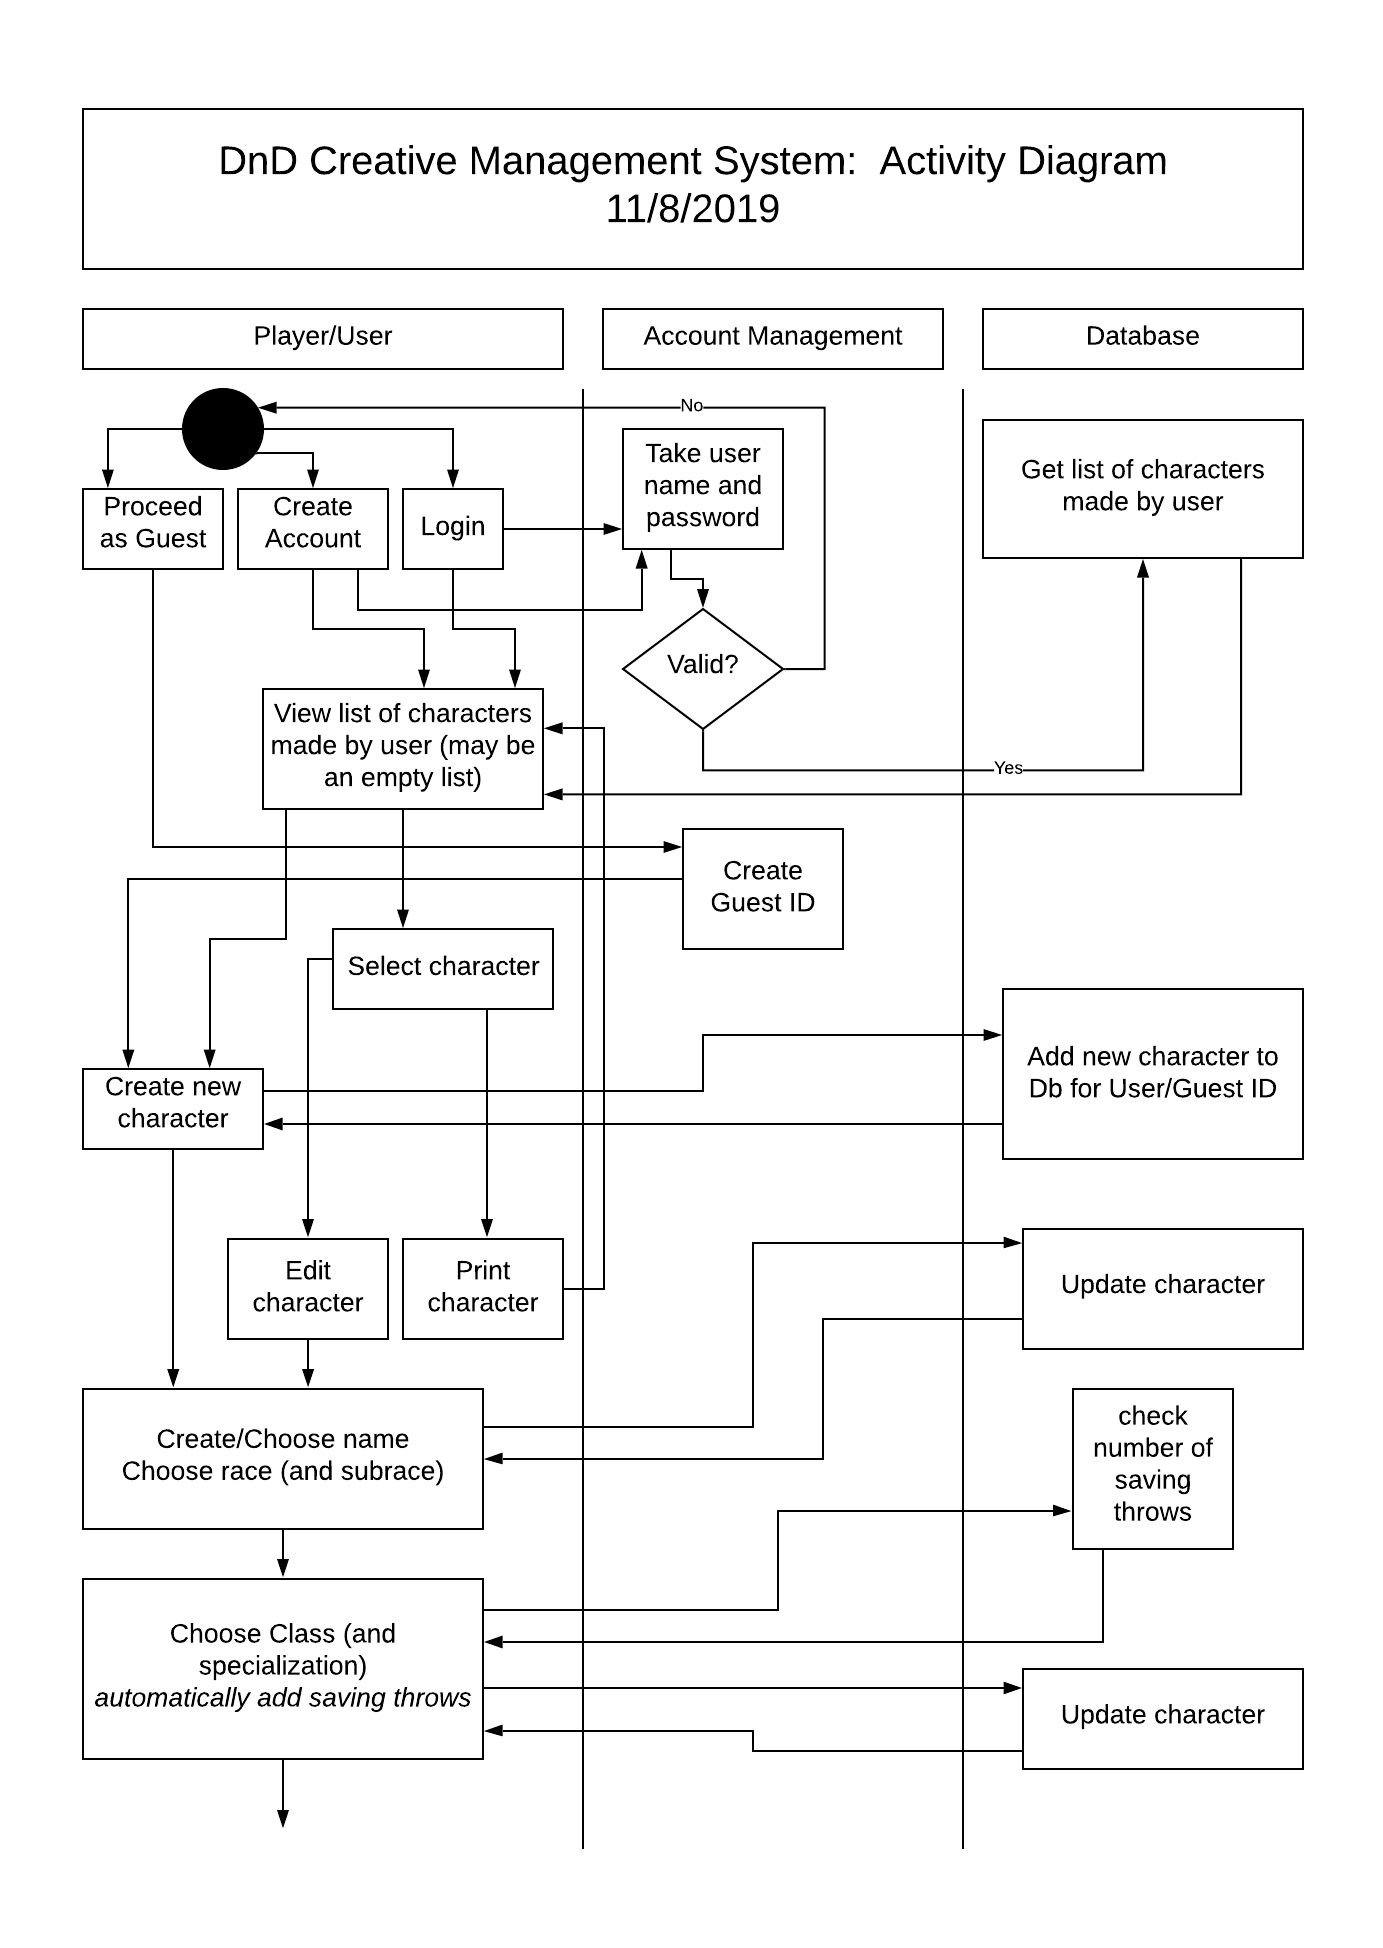 DnD Creative Management System:  Activity Diagram
11/8/2019
Player/User
Account Management
Database
No
Take user
name and
password
Get list of characters
made by user
Proceed
as Guest
Create
Account
Login
Valid?
View list of characters
made by user (may be
an empty list)
Yes
Create
Guest ID
Select character
Add new character to
Db for User/Guest ID
Create new
character
Edit
character
Print
character
Update character
Create/Choose name
Choose race (and subrace)
check
number of
saving
throws
Choose Class (and
specialization)
automatically add saving throws
Update character